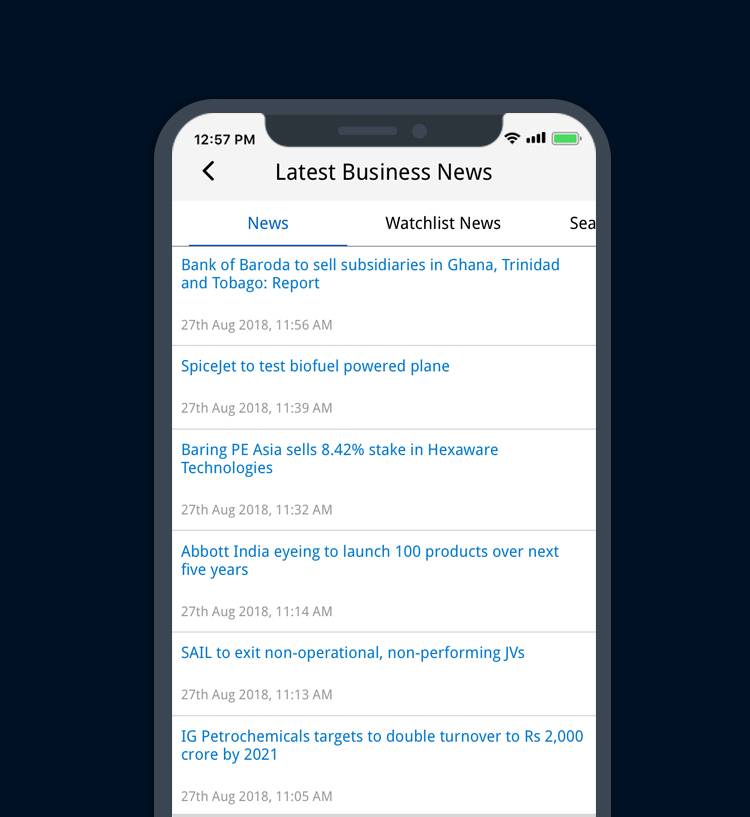 12:57 PM
Latest Business News
News
Watchlist News
Sea
Bank of Baroda to sell subsidiaries in Ghana, Trinidad
and Tobago: Report
27th Aug 2018, 11:56 AM
SpiceJet to test biofuel powered plane
27th Aug 2018, 11:39 AM
Baring PE Asia sells 8.42% stake in Hexaware
Technologies
27th Aug 2018, 11:32 AM
Abbott India eyeing to launch 100 products over next
five years
27th Aug 2018, 11:14 AM
SAIL to exit non-operational, non-performing JVs
27th Aug 2018, 11:13 AM
IG Petrochemicals targets to double turnover to Rs 2,000
crore by 2021
27th Aug 2018, 11:05 AM